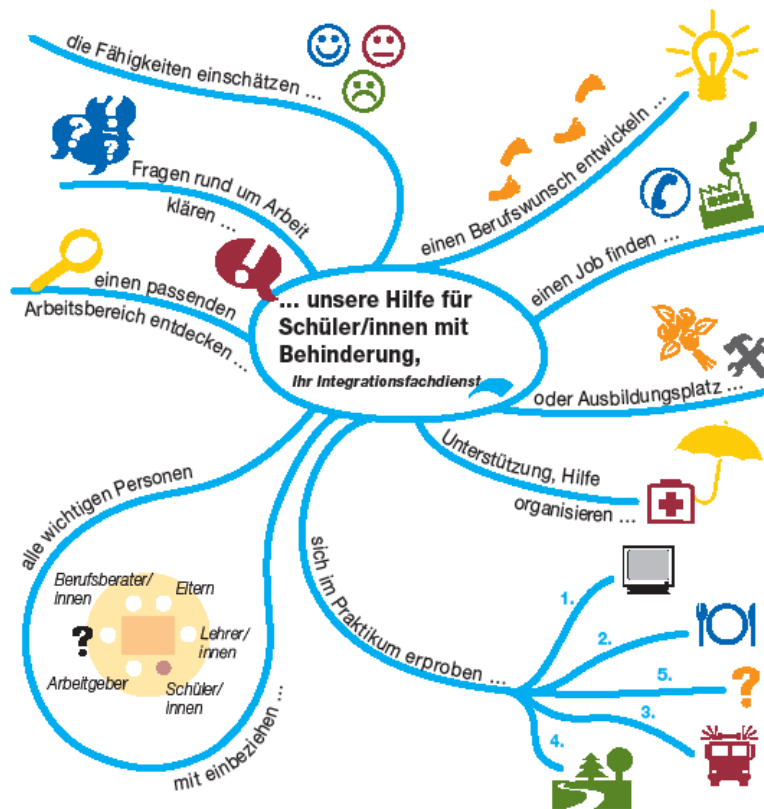 die Fähigkeiten einschätzen ...
Fragen rund um Arbeit
klären ...
einen passenden
Arbeitsbereich entdecken ...
einen Berufswunsch entwickeln ...
einen Job finden ...
oder Ausbildungsplatz ...
... unsere Hilfe für
Schüler/innen mit
Behinderung,
Ihr Integrationsfachdienst
Unterstützung, Hilfe
organisieren ...
alle wichtigen Personen
Berufsberater/
innen
Eltern
?
Lehrer/
innen
Arbeitgeber
Schüler/
innen
mit einbeziehen ...
sich im Praktikum erproben ...
1.
2.
5.
?
3.
4.